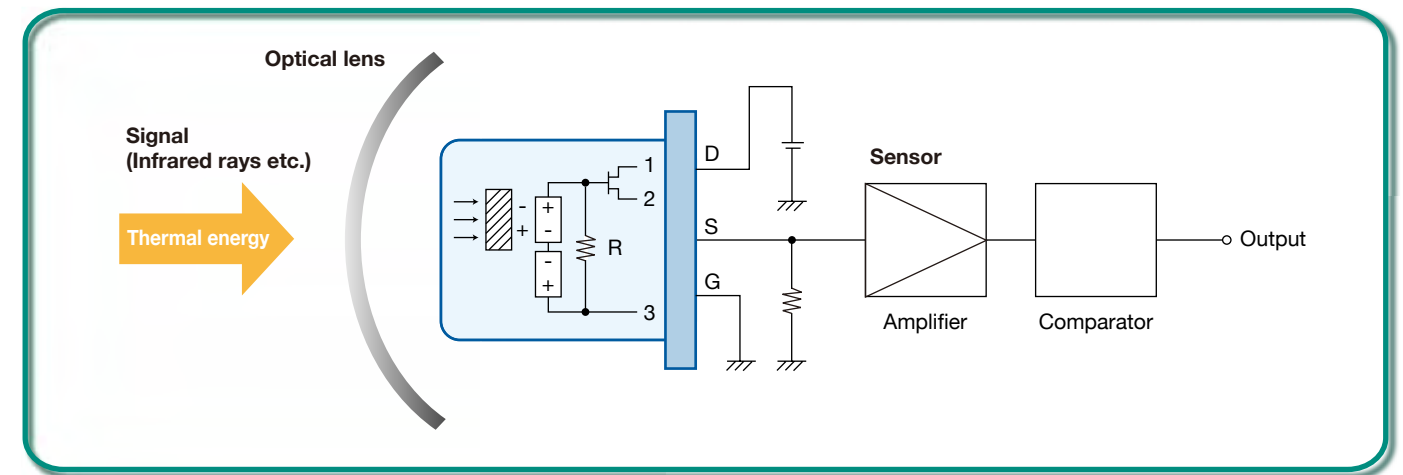 Optical lens
Signal
(Infrared rays etc.)
Thermal energy
- +
+ -
-
+
R
1
2
3
D
S
G
Sensor
Amplifier
Comparator
Output